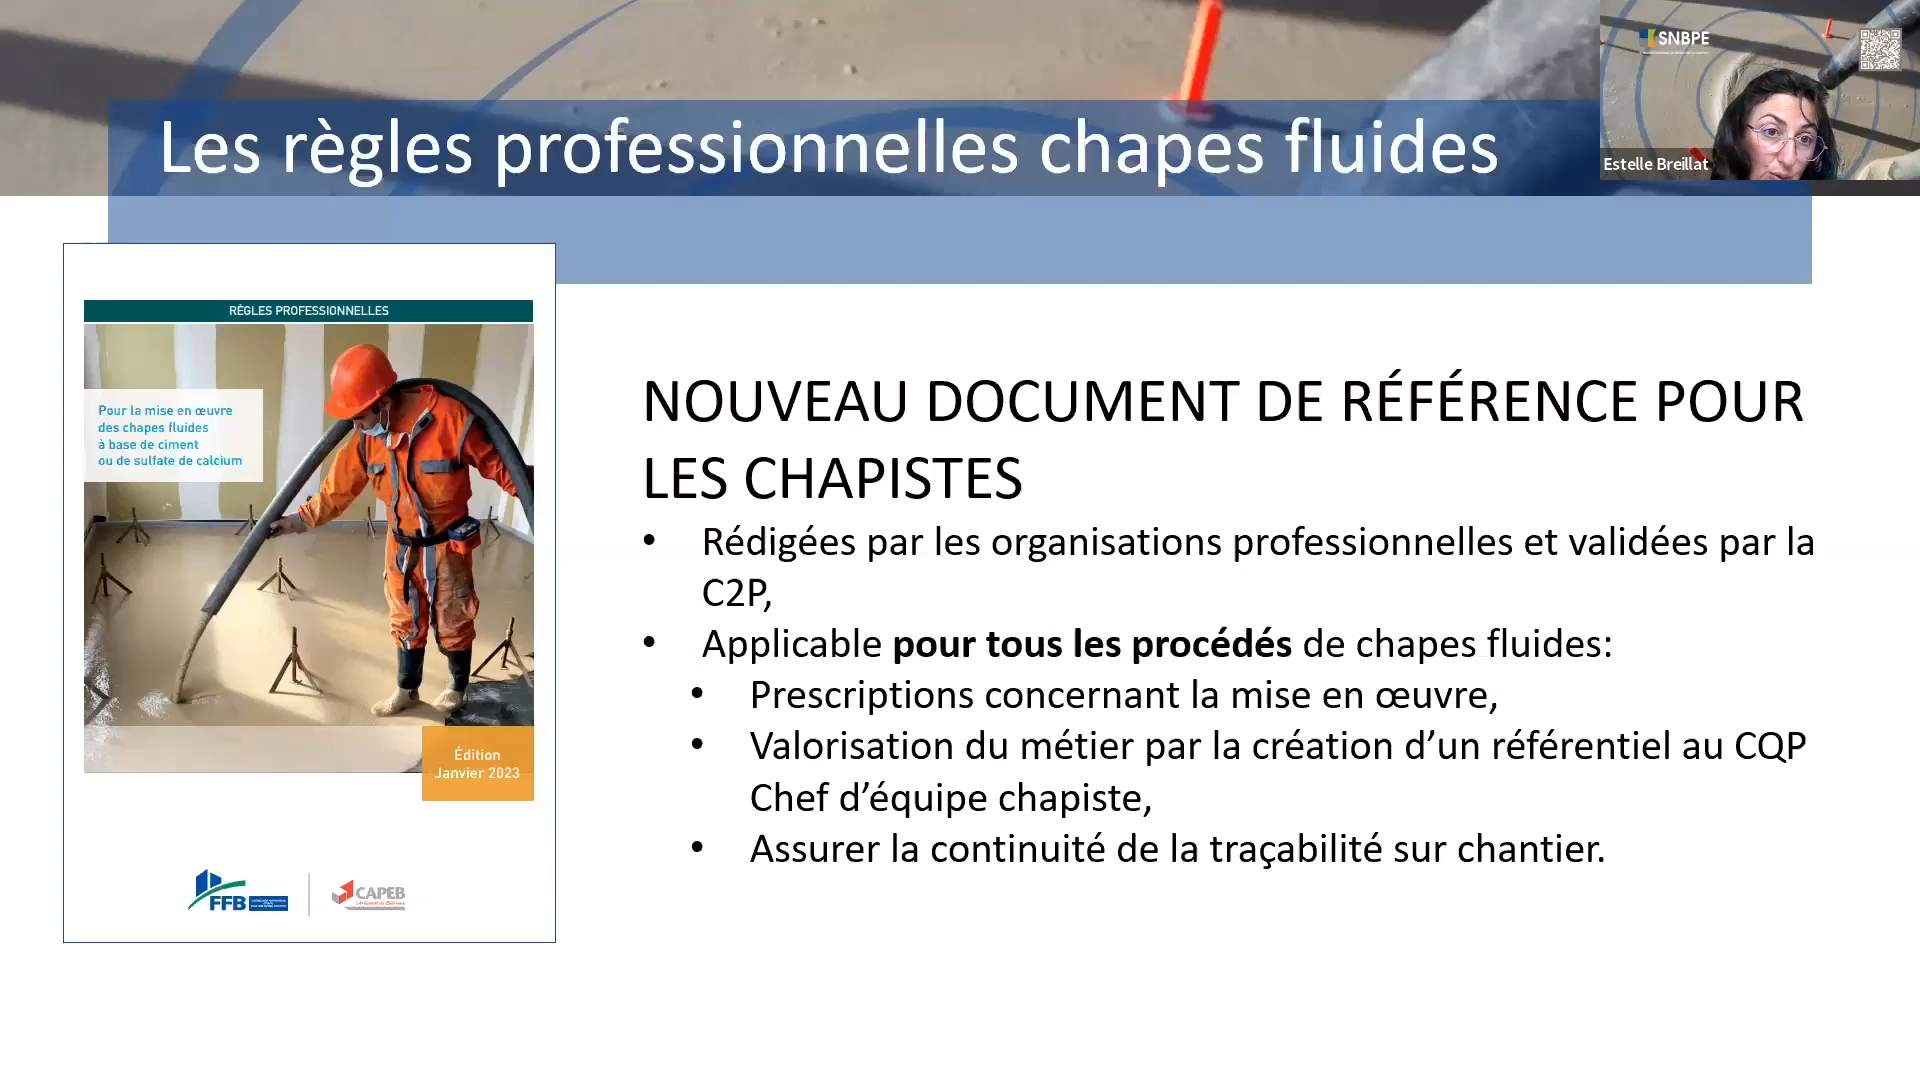 Les règles professionnelles chapes fluides
SNBPE
Estelle Breillat
RÈGLES PROFESSIONNELLES
Pour la mise en œuvre
des chapes fluides
à base de ciment
ou de sulfate de calcium
Édition
Janvier 2023
FFB
CAPEB
NOUVEAU DOCUMENT DE RÉFÉRENCE POUR
LES CHAPISTES
• Rédigées par les organisations professionnelles et validées par la
C2P,
• Applicable pour tous les procédés de chapes fluides:
• Prescriptions concernant la mise en œuvre,
• Valorisation du métier par la création d’un référentiel au CQP
Chef d’équipe chapiste,
• Assurer la continuité de la traçabilité sur chantier.